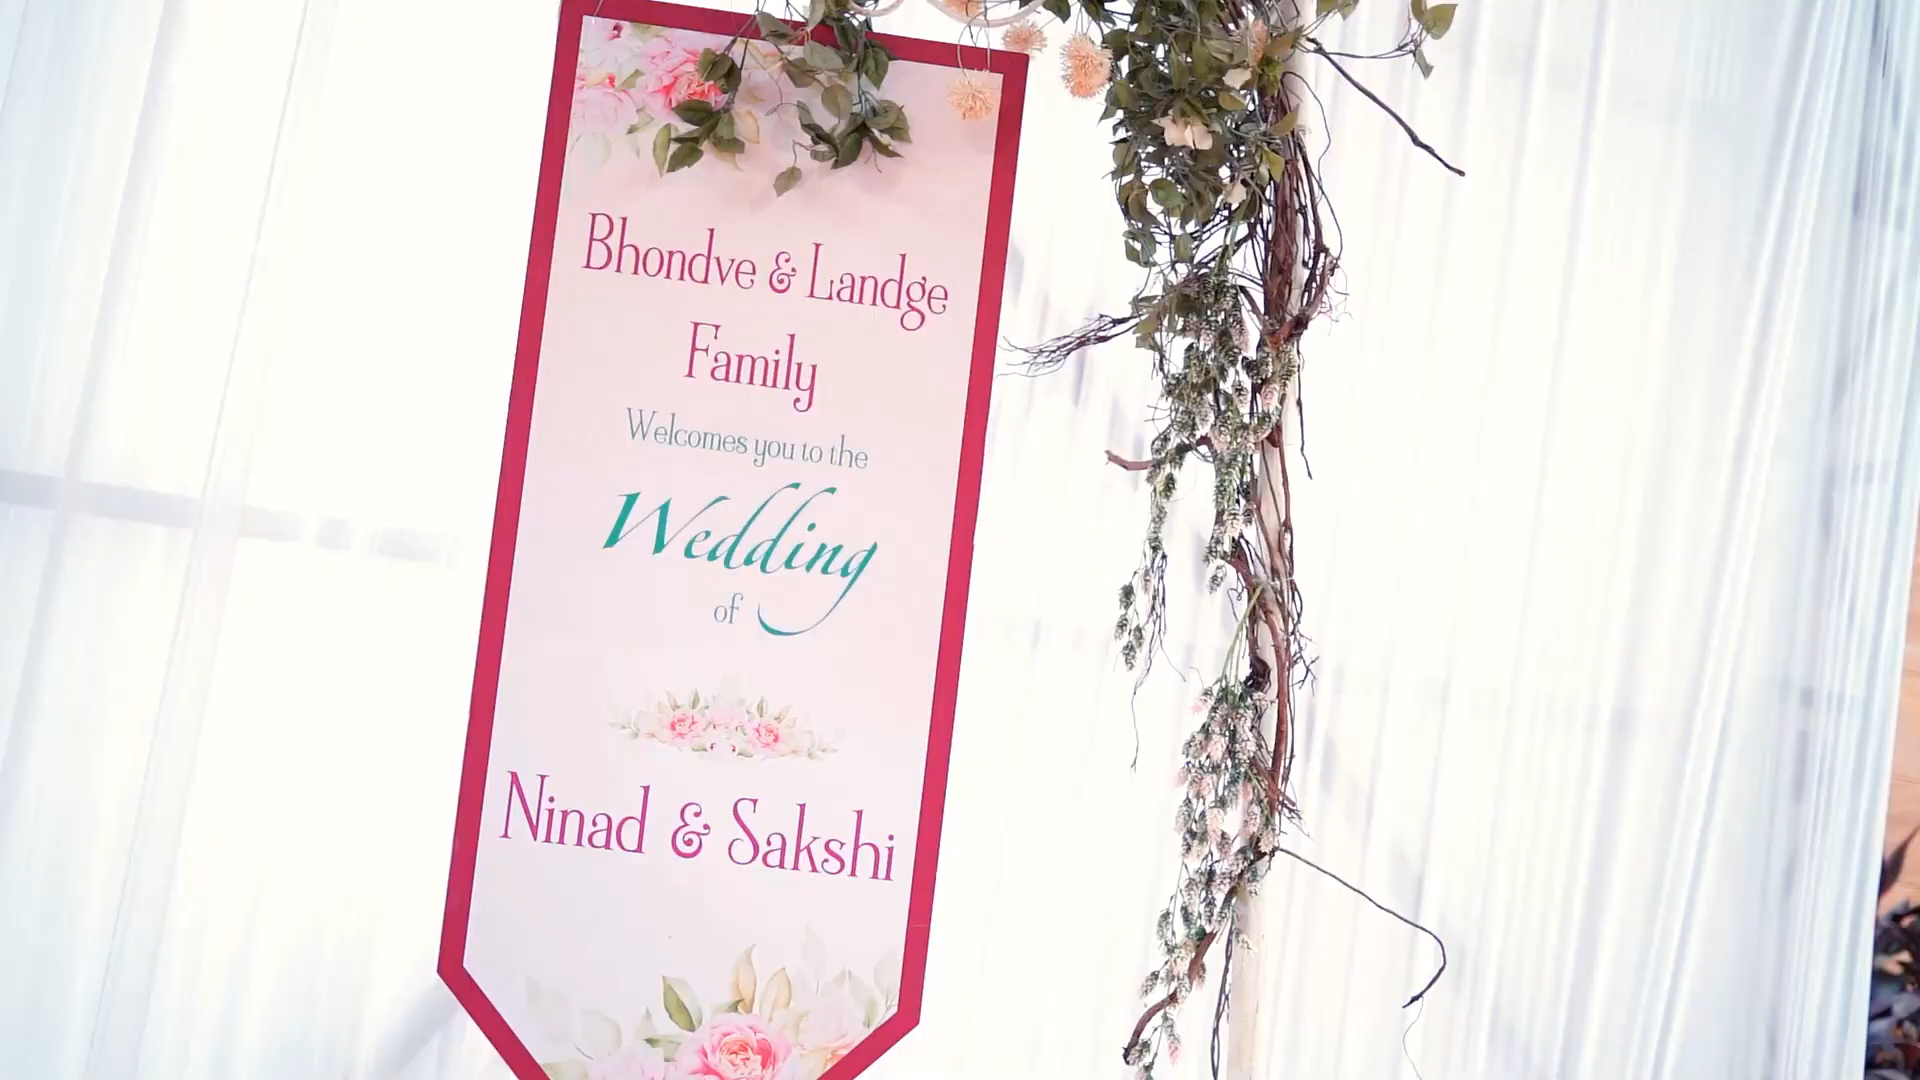 Bhondve & Landge
Family
Welcomes you to the
Wedding
of
Ninad & Sakshi